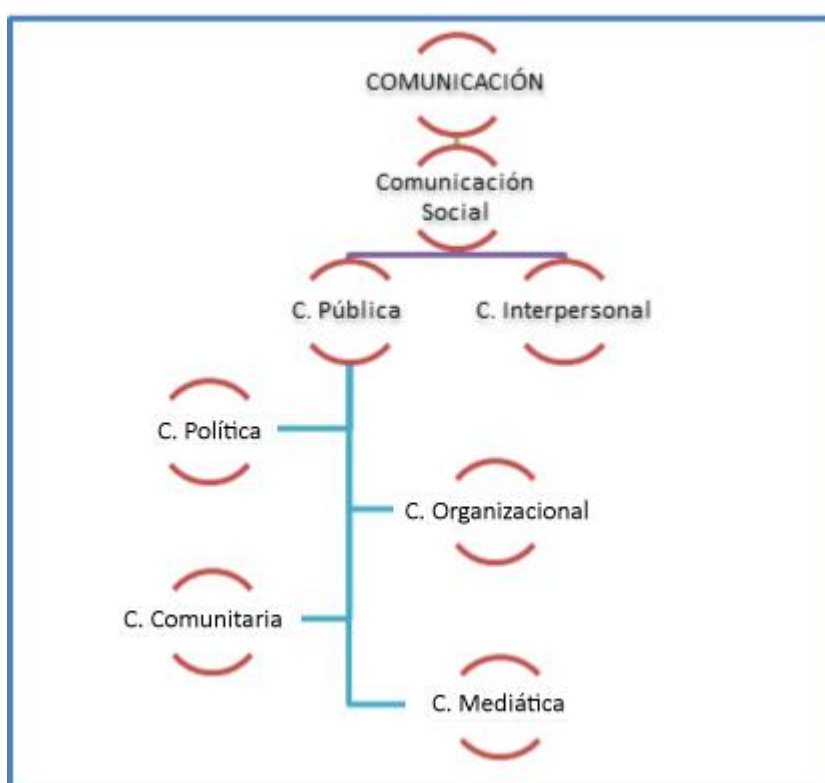 COMUNICACIÓN
Comunicación
Social
C. Pública
C. Interpersonal
C. Política
C. Organizacional
C. Comunitaria
C. Mediática